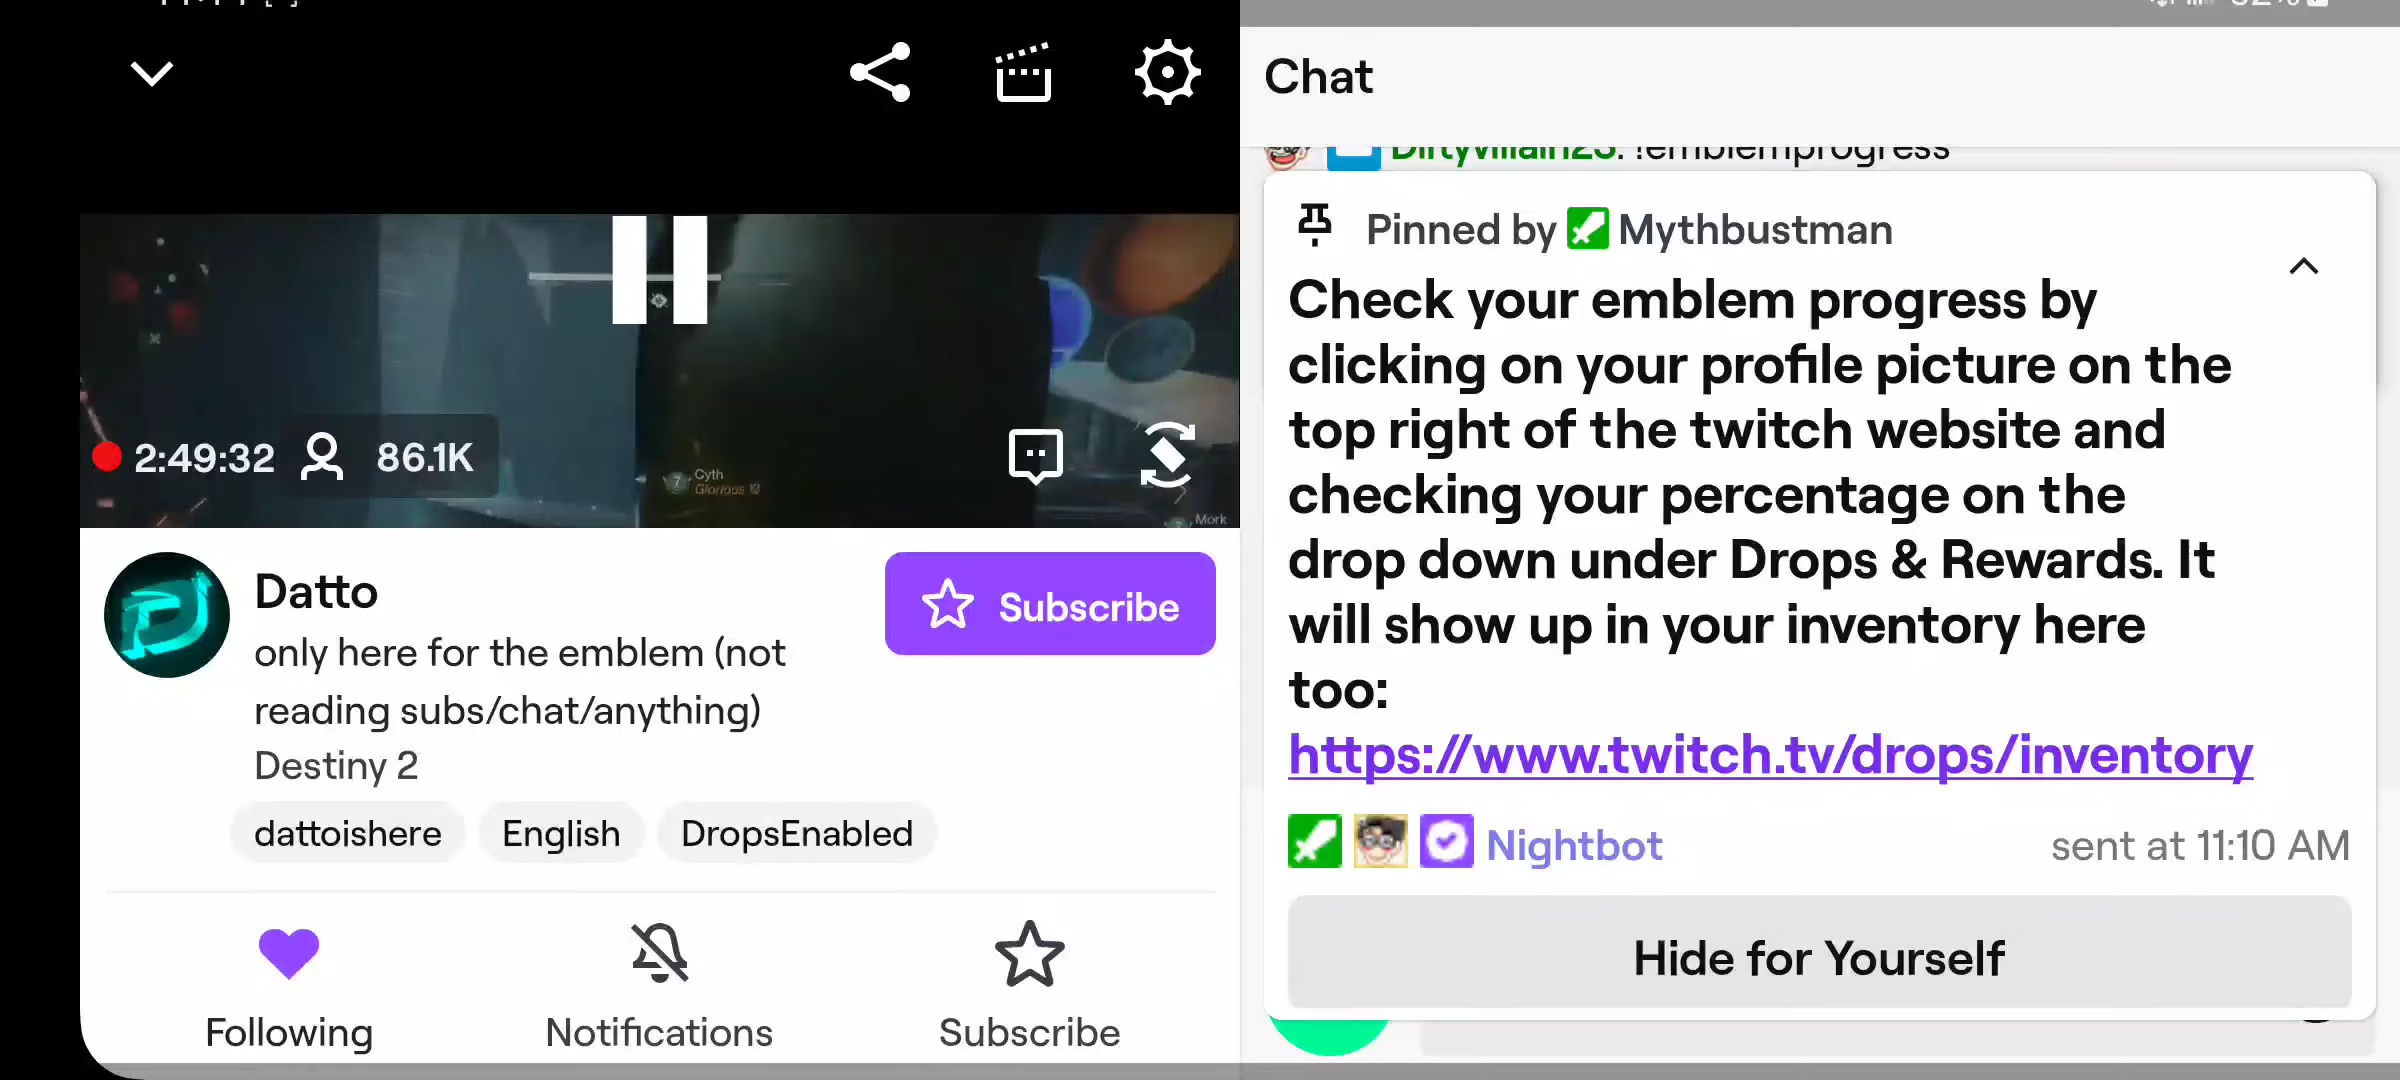 Chat
Dirtyvillain23: !emblemprogress
Pinned by Mythbustman
Check your emblem progress by
clicking on your profile picture on the
top right of the twitch website and
checking your percentage on the
drop down under Drops & Rewards. It
will show up in your inventory here
too:
https://www.twitch.tv/drops/inventory
Nightbot sent at 11:10 AM
Hide for Yourself
2:49:32 86.1K
7 Cyth
Glorious
7 Mork
Datto
Subscribe
only here for the emblem (not
reading subs/chat/anything)
Destiny 2
dattoishere English DropsEnabled
Following Notifications Subscribe